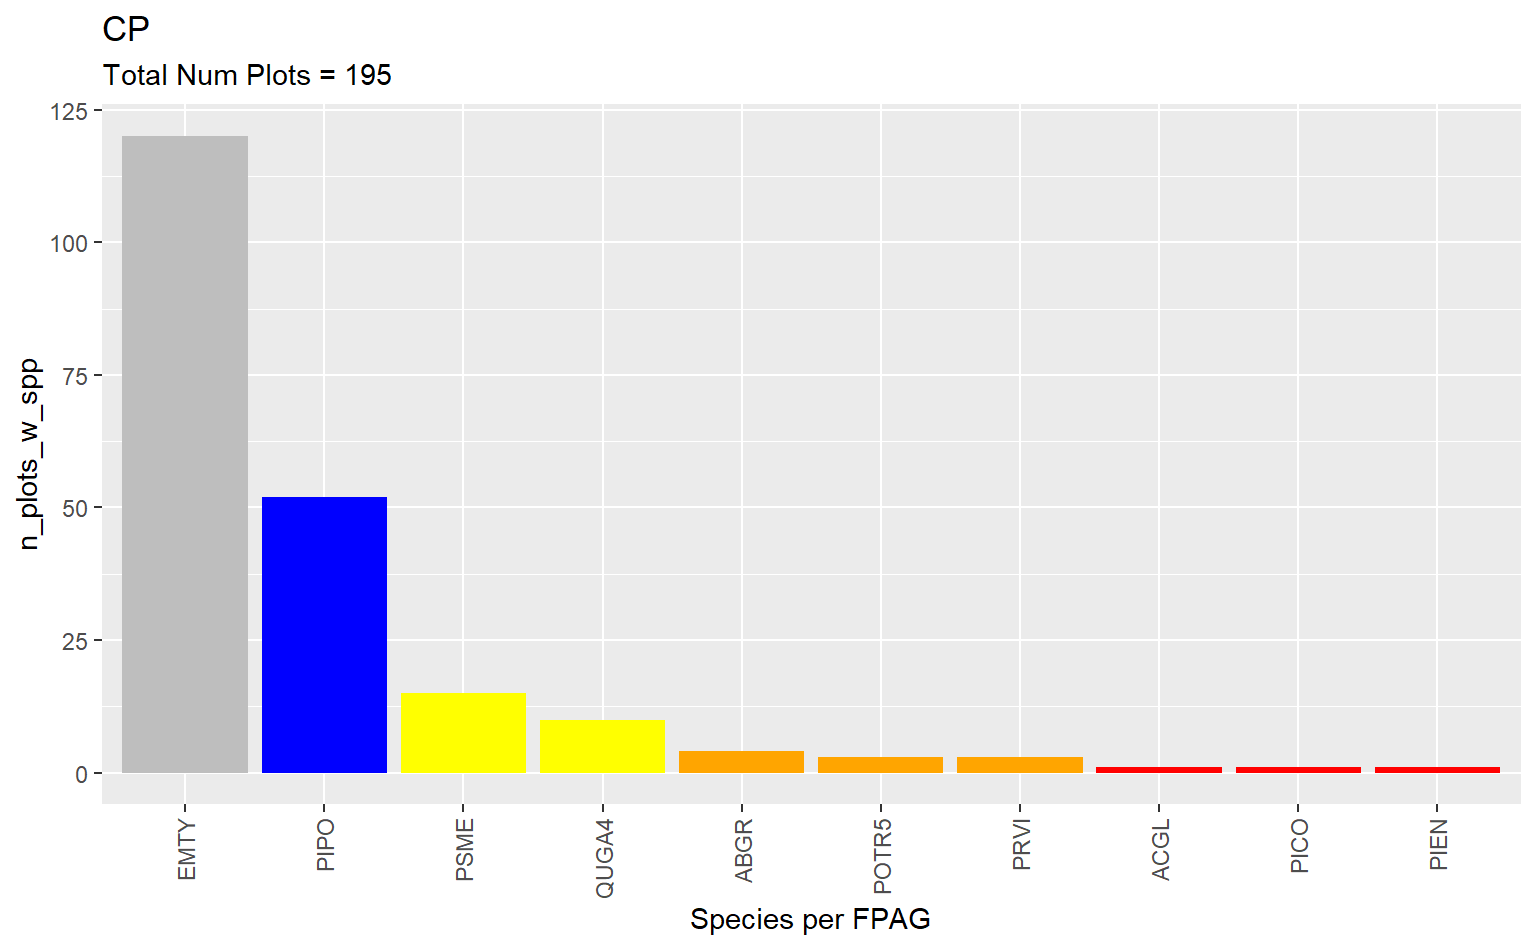 CP
Total Num Plots = 195
n_plots_w_spp
125
100
75
50
25
0
EMTY
PIPO
PSME
QUGA4
ABGR
POTR5
PRVI
ACGL
PICO
PIEN
Species per FPAG